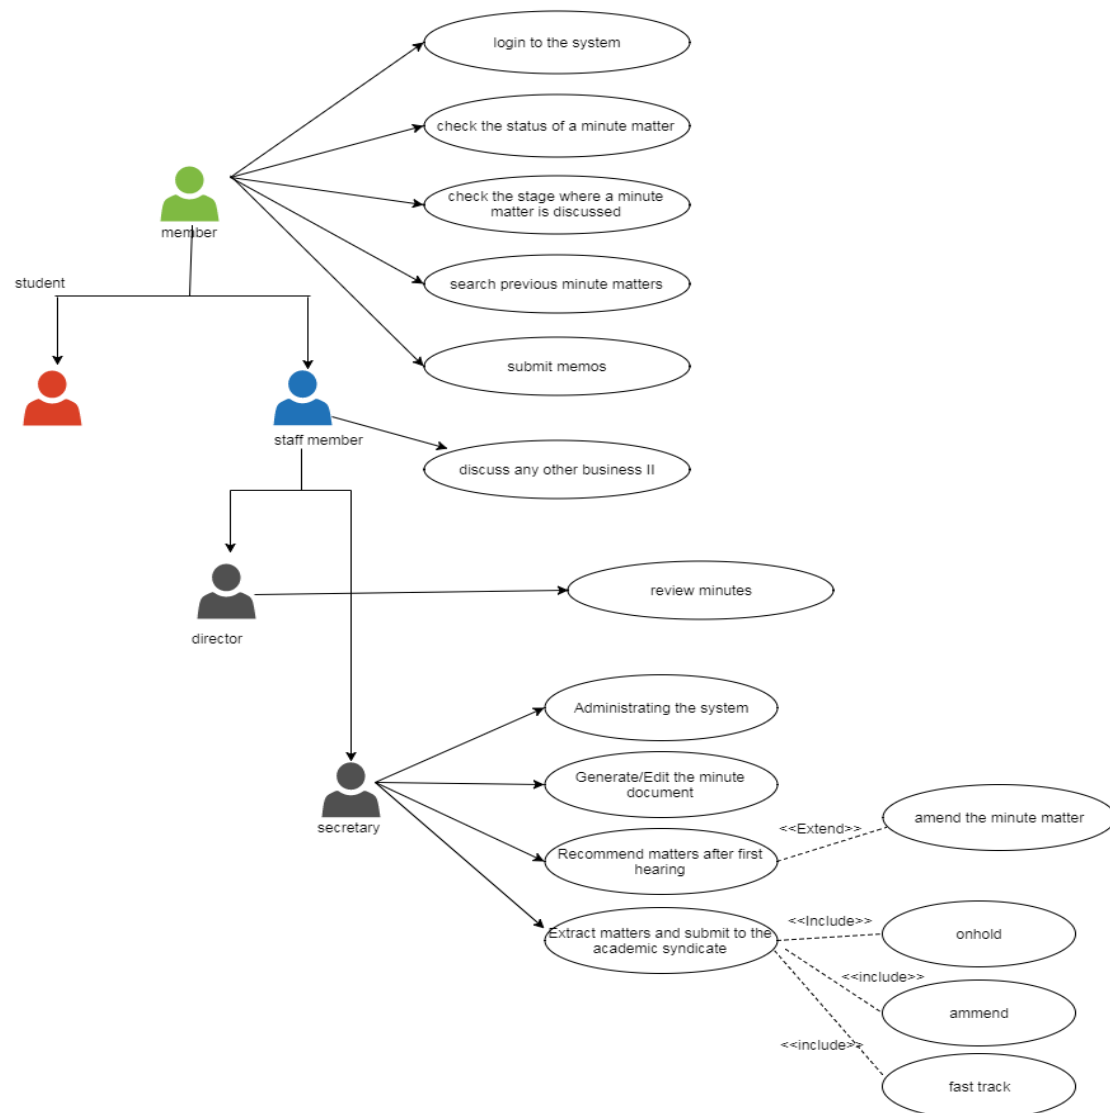 login to the system
check the status of a minute matter
check the stage where a minute
matter is discussed
member
student
search previous minute matters
submit memos
staff member
discuss any other business II
review minutes
director
Administrating the system
Generate/Edit the minute
document
secretary
<<Extend>>
amend the minute matter
Recommend matters after first
hearing
Extract matters and submit to the
academic syndicate
<<Include>>
onhold
<<include>>
ammend
<<include>>
fast track